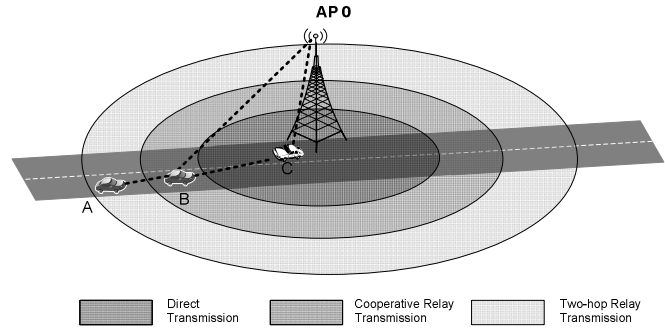 AP 0
C
B
A
Direct
Transmission
Cooperative Relay
Transmission
Two-hop Relay
Transmission